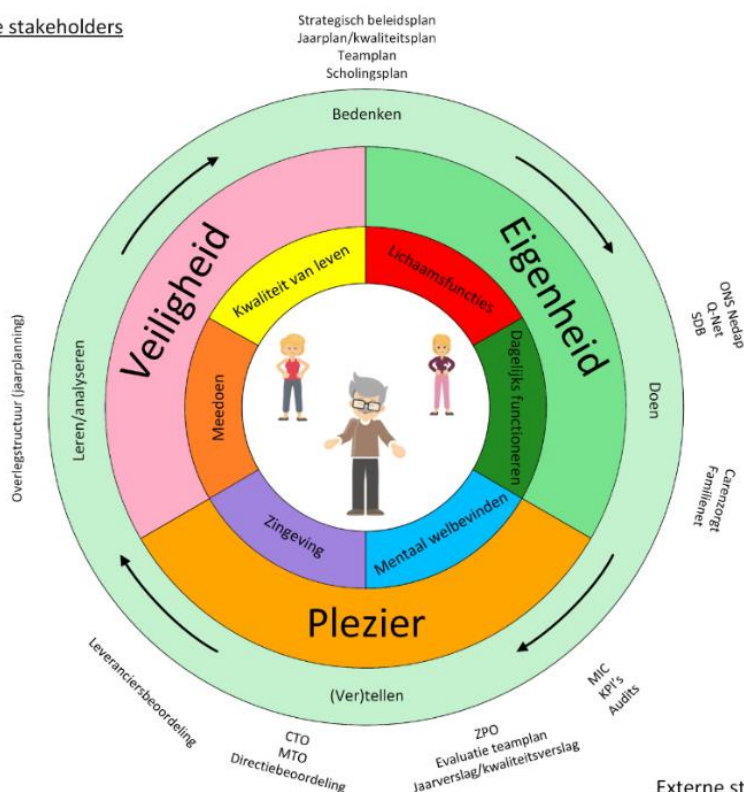 e stakeholders
Strategisch beleidsplan
Jaarplan/kwaliteitsplan
Teamplan
Scholingsplan
Bedenken
Veiligheid
Eigenheid
Kwaliteit van leven
Lichaamsfuncties
ONS Nedap
Q-Net
SDB
Overlegstructuur (jaarplanning)
Leren/analyseren
Meedoen
Dagelijks functioneren
Doen
Carenzorgt
Familienet
Zingeving
Mentaal welbevinden
Plezier
(Ver)tellen
Leveranciersbeoordeling
MIC
KPI's
Audits
CTO
MTO
Directiebeoordeling
ZPO
Evaluatie teamplan
Jaarverslag/kwaliteitsverslag
Externe st